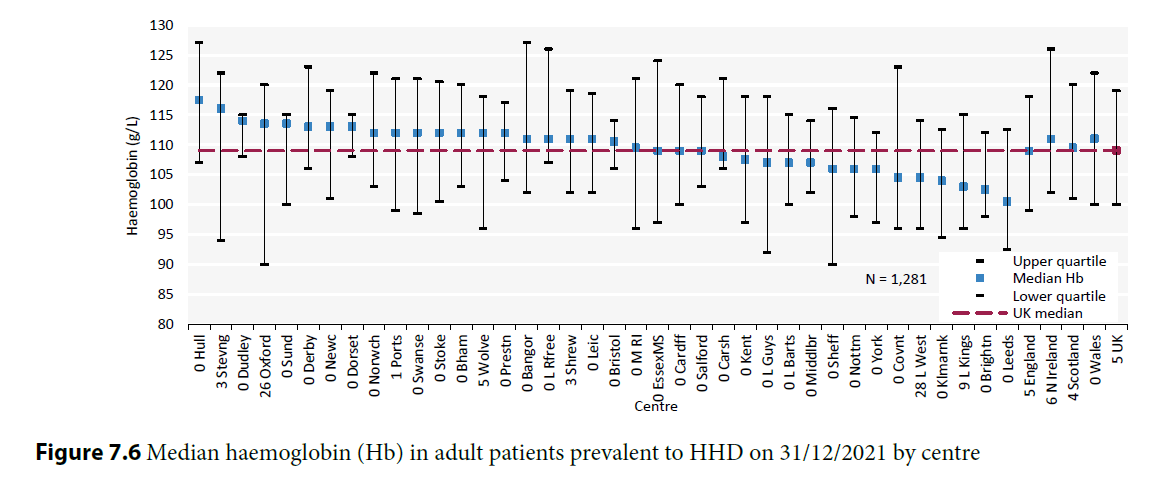 130
125
120
115
110
105
100
95
90
85
80
Haemoglobin (g/L)
N = 1,281
Upper quartile
Median Hb
Lower quartile
UK median
0 Hull
3 Stevng
0 Dudley
26 Oxford
0 Sund
0 Derby
0 Newc
0 Dorset
0 Norwch
1 Ports
0 Swanse
0 Stoke
0 Bham
5 Wolve
0 Prestn
0 Bangor
0 L Rfree
3 Shrew
0 Leic
0 Bristol
0 M RI
0 EssexMS
0 Cardff
0 Salford
0 Carsh
0 Kent
0 L Guys
0 L Barts
0 Middlbr
0 Sheff
0 Nottm
0 York
0 Covnt
28 L West
0 Klmarnk
9 L Kings
0 Brightn
0 Leeds
5 England
6 N Ireland
4 Scotland
0 Wales
5 UK
Centre
Figure 7.6 Median haemoglobin (Hb) in adult patients prevalent to HHD on 31/12/2021 by centre